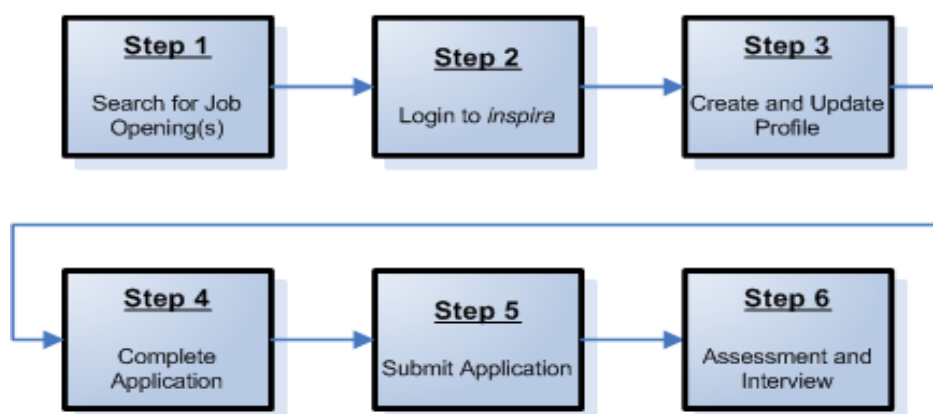 Step 1
Search for Job
Opening(s)
Step 2
Login to inspira
Step 3
Create and Update
Profile
Step 4
Complete
Application
Step 5
Submit Application
Step 6
Assessment and
Interview